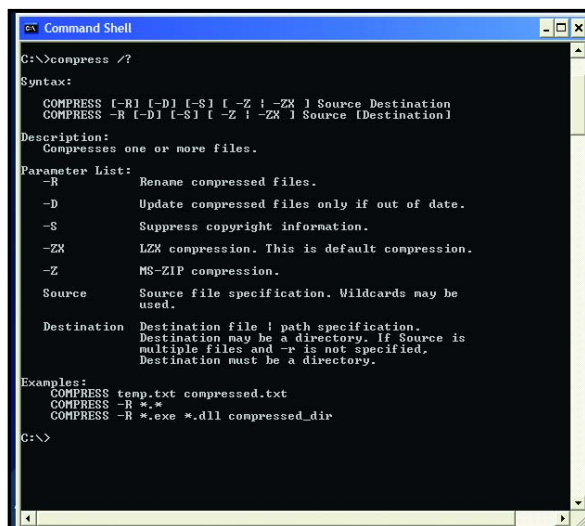 Command Shell
C:\>compress /?
Syntax:
COMPRESS [-R] [-D] [-S] [ -Z ¦ -ZX ] Source Destination
COMPRESS -R [-D] [-S] [ -Z ¦ -ZX ] Source [Destination]
Description:
Compresses one or more files.
Parameter List:
-R Rename compressed files.
-D Update compressed files only if out of date.
-S Suppress copyright information.
-ZX LZX compression. This is default compression.
-Z MS-ZIP compression.
Source Source file specification. Wildcards may be
used.
Destination Destination file ¦ path specification.
Destination may be a directory. If Source is
multiple files and -r is not specified,
Destination must be a directory.
Examples:
COMPRESS temp.txt compressed.txt
COMPRESS -R *.*
COMPRESS -R *.exe *.dll compressed_dir
C:\>